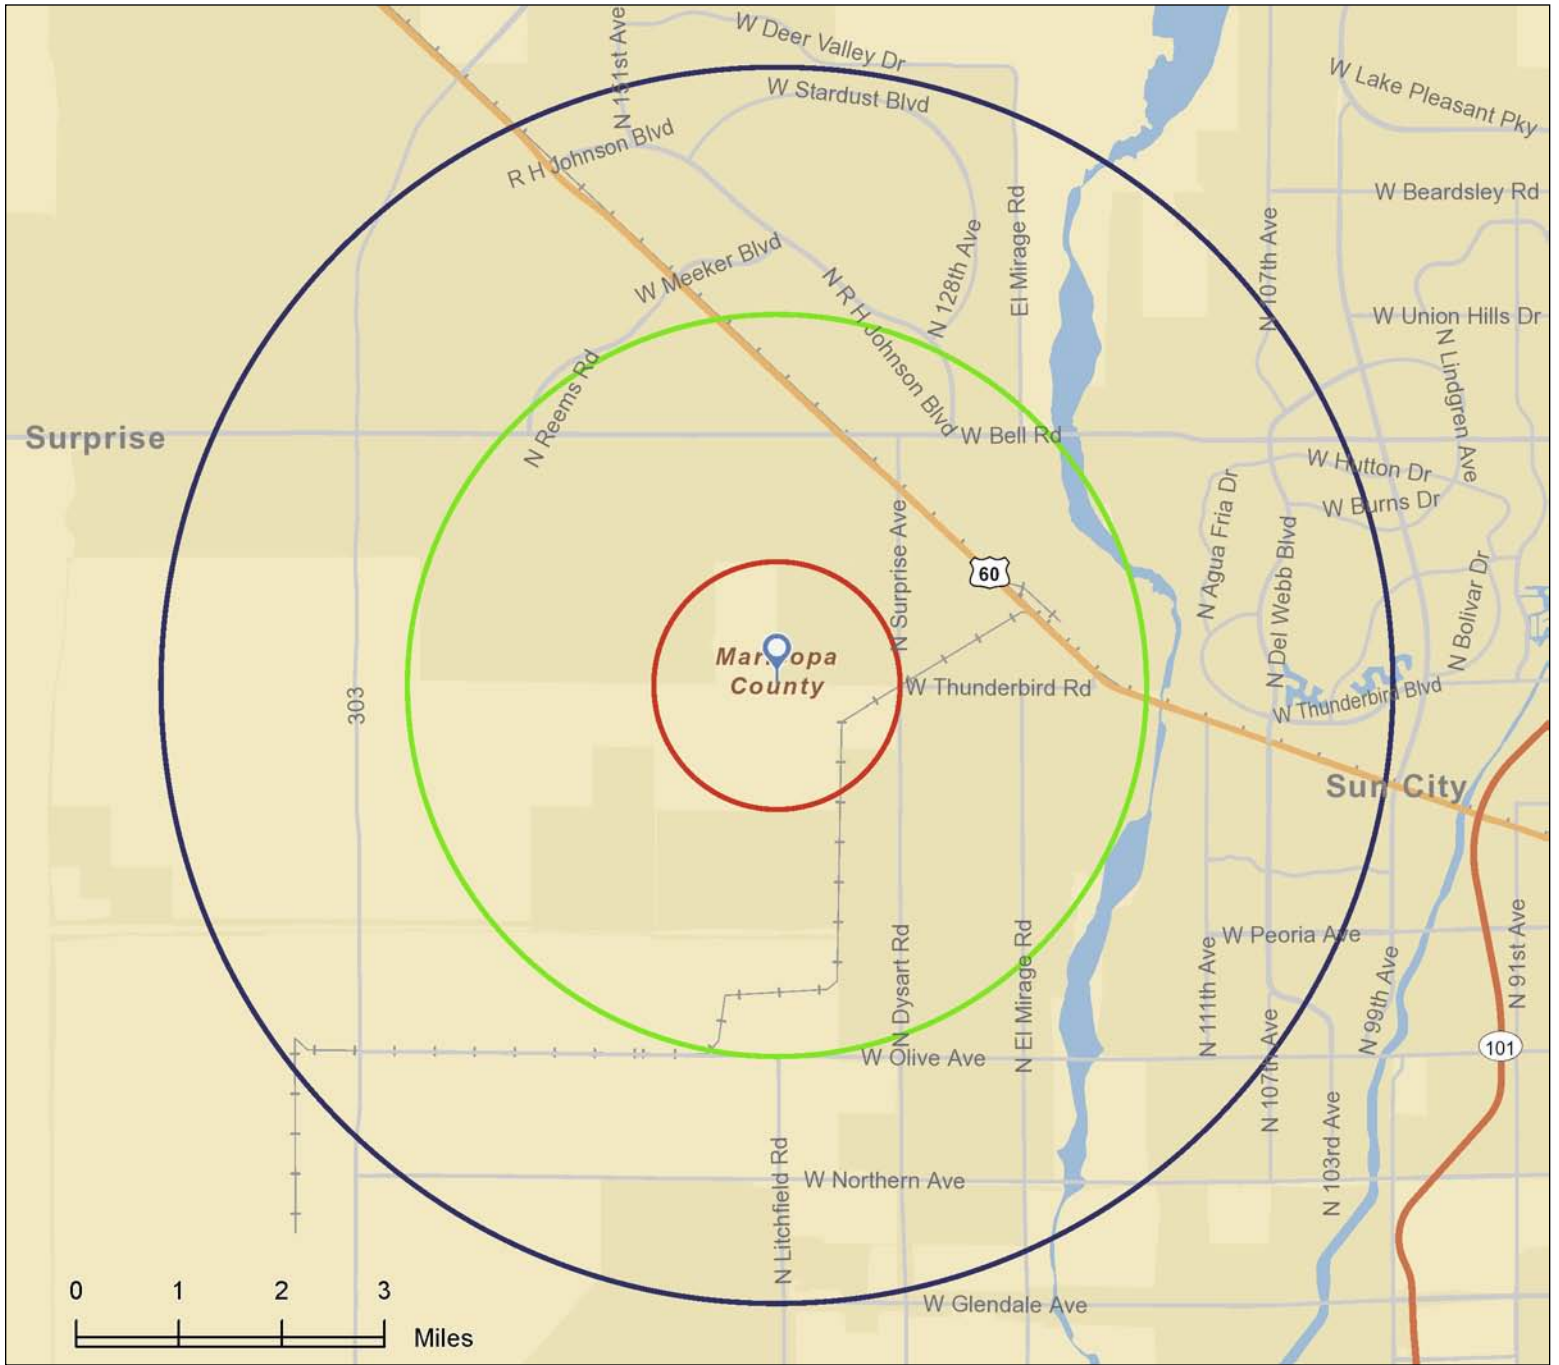 N 151st Ave
W Deer Valley Dr
W Stardust Blvd
W Lake Pleasant Pky
R H Johnson Blvd
W Beardsley Rd
El Mirage Rd
N 128th Ave
N 107th Ave
W Meeker Blvd
N R H Johnson Blvd
W Union Hills Dr
N Lindgren Ave
N Reems Rd
Surprise
W Bell Rd
W Hutton Dr
W Burns Dr
N Agua Fria Dr
N Del Webb Blvd
N Bolivar Dr
N Surprise Ave
60
County
W Thunderbird Rd
W Thunderbird Blvd
303
Sun City
W Peoria Ave
N 91st Ave
N Dysart Rd
N El Mirage Rd
N 111th Ave
N 99th Ave
N 107th Ave
W Olive Ave
101
N 103rd Ave
N Litchfield Rd
W Northern Ave
W Glendale Ave
0 1 2 3
Miles